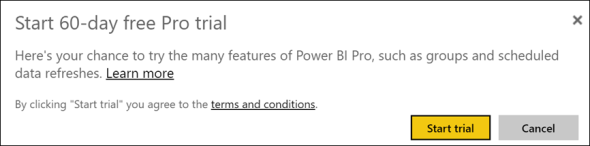 Start 60-day free Pro trial
Here's your chance to try the many features of Power BI Pro, such as groups and scheduled
data refreshes. Learn more
By clicking "Start trial" you agree to the terms and conditions.
Start trial Cancel